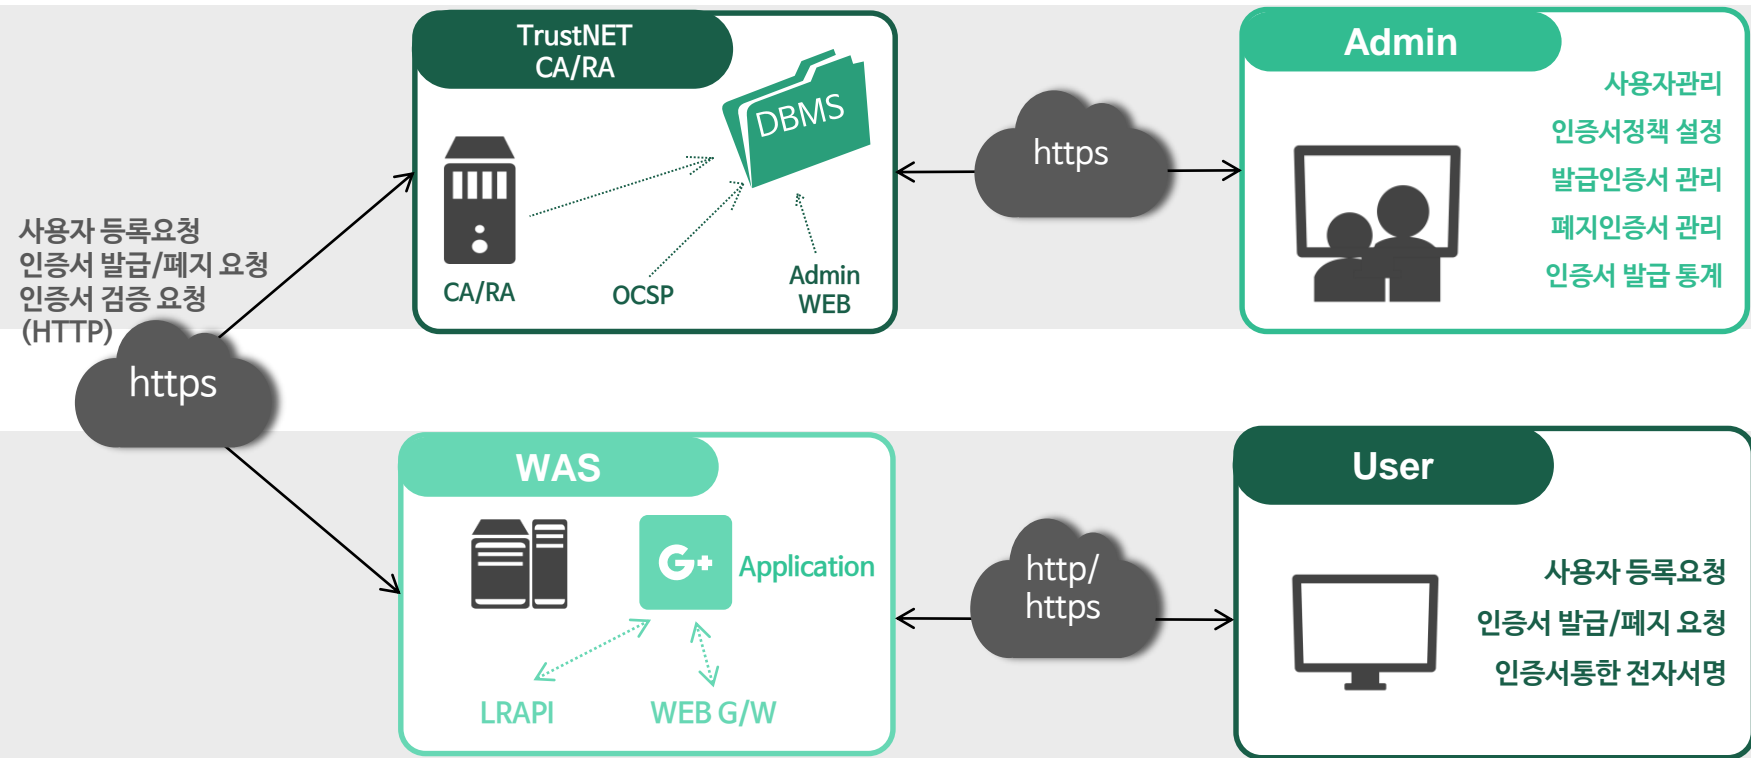 TrustNET
CA/RA
DBMS
CA/RA
OCSP
Admin
WEB
https
Admin
사용자관리
인증서정책 설정
발급인증서 관리
폐지인증서 관리
인증서 발급 통계
사용자 등록요청
인증서 발급/폐지 요청
인증서 검증 요청
(HTTP)
https
WAS
G+
Application
LRAPI
WEB G/W
http/
https
User
사용자 등록요청
인증서 발급/폐지 요청
인증서통한 전자서명